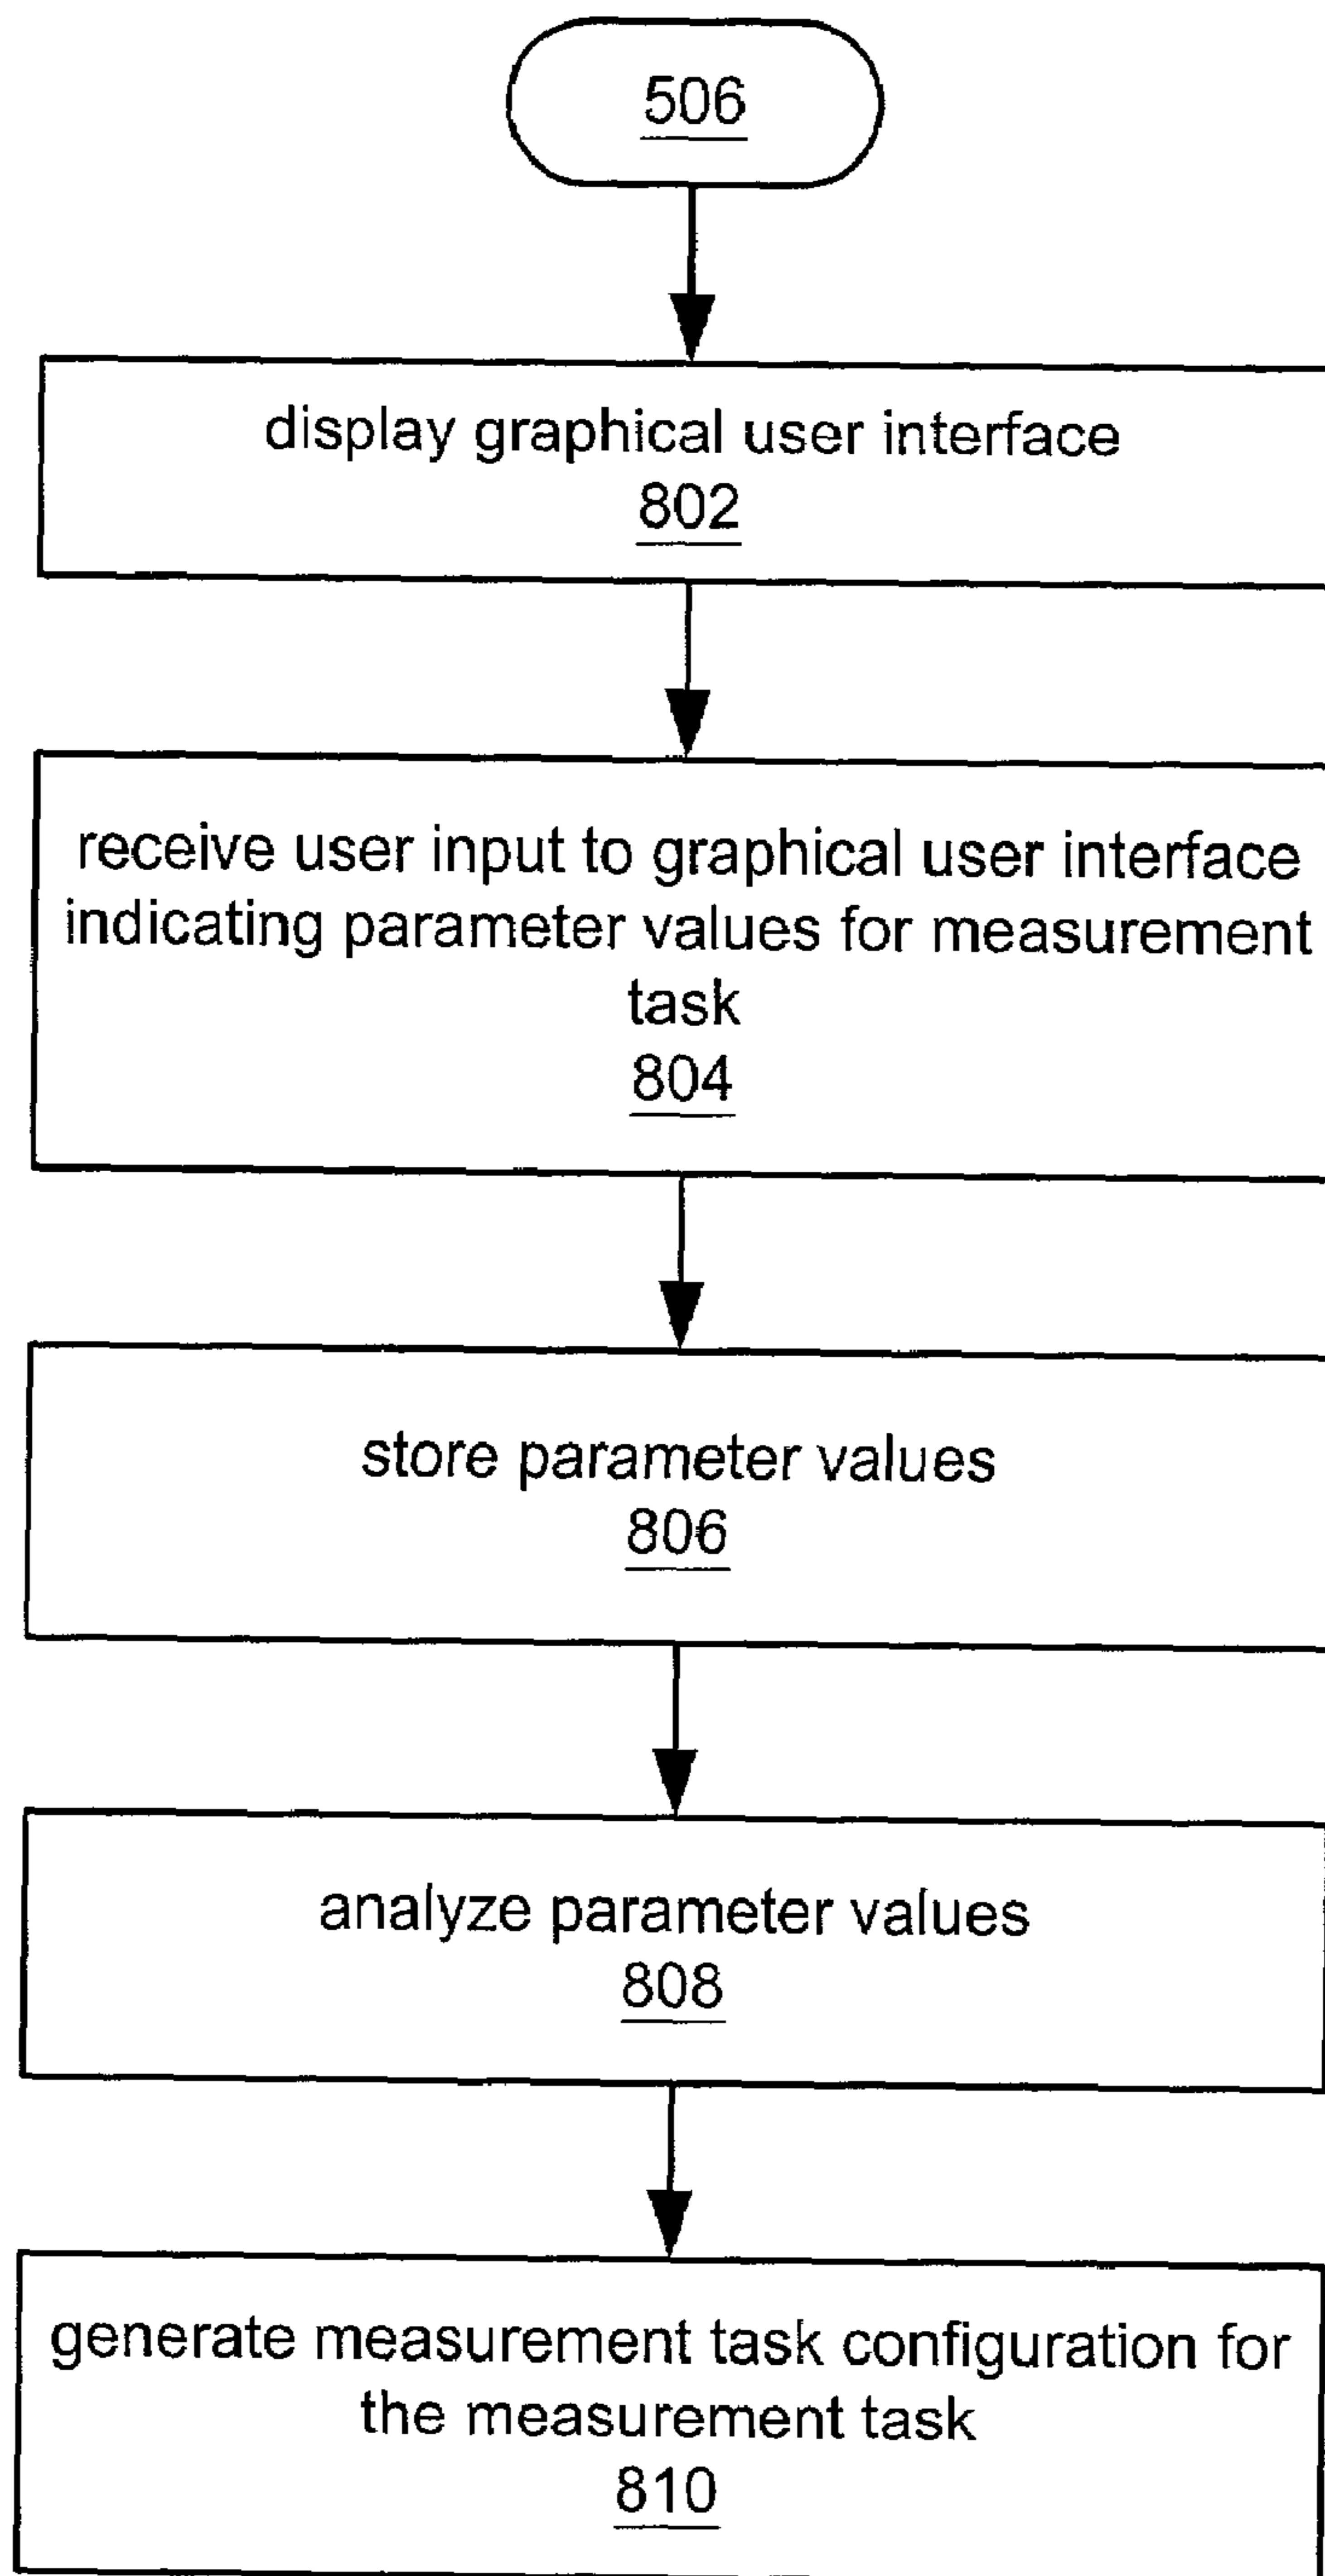 506
display graphical user interface
802
receive user input to graphical user interface
indicating parameter values for measurement
task
804
store parameter values
806
analyze parameter values
808
generate measurement task configuration for
the measurement task
810